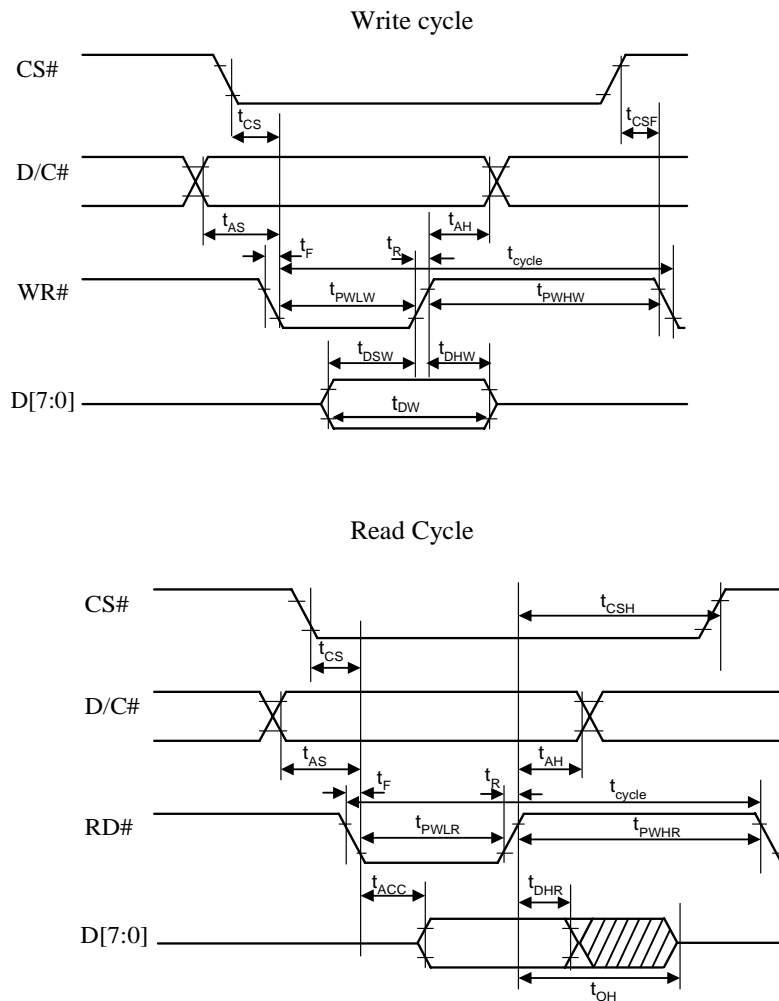 Write cycle
CS#
tCS
tCSF
D/C#
tAS
tF
tR
tAH
tcycle
WR#
tPWLW
tPWHW
tDSW
tDHW
D[7:0]
tDW
Read Cycle
CS#
tCSH
tCS
D/C#
tAS
tF
tR
tAH
tcycle
RD#
tPWLR
tPWHR
tACC
tDHR
D[7:0]
tOH